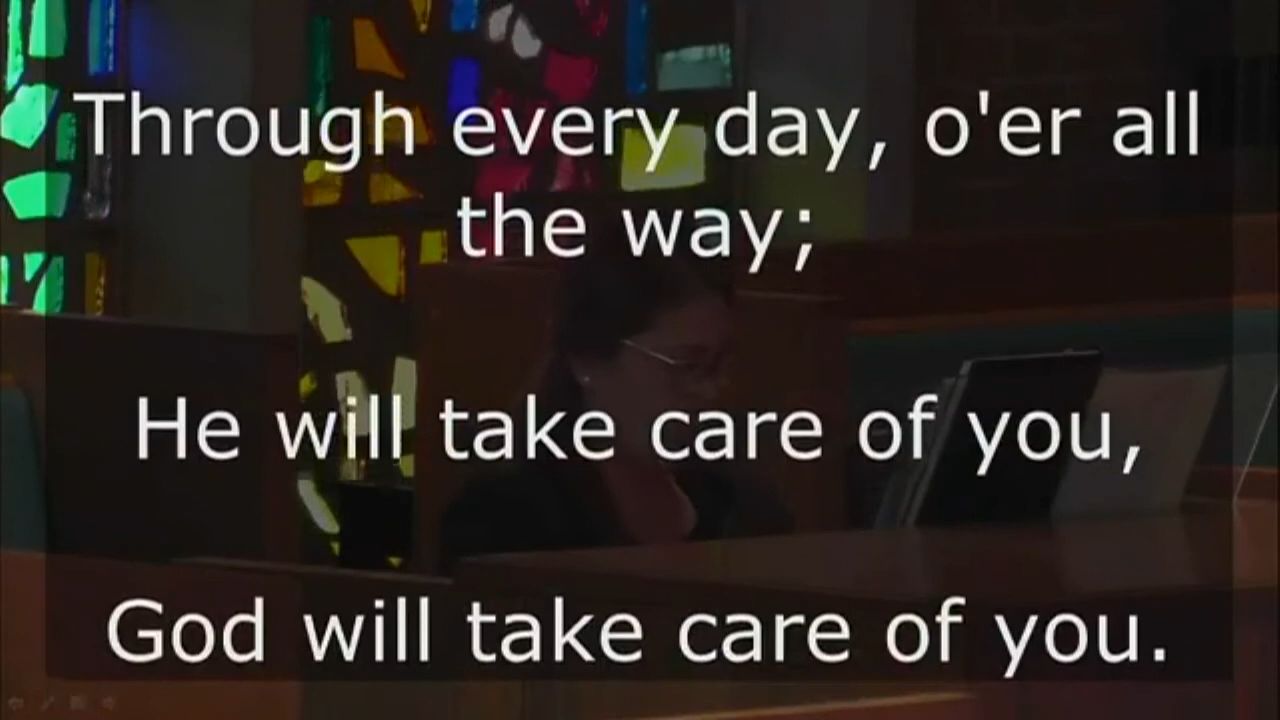 Through every day, o'er all
the way;
He will take care of you,
God will take care of you.